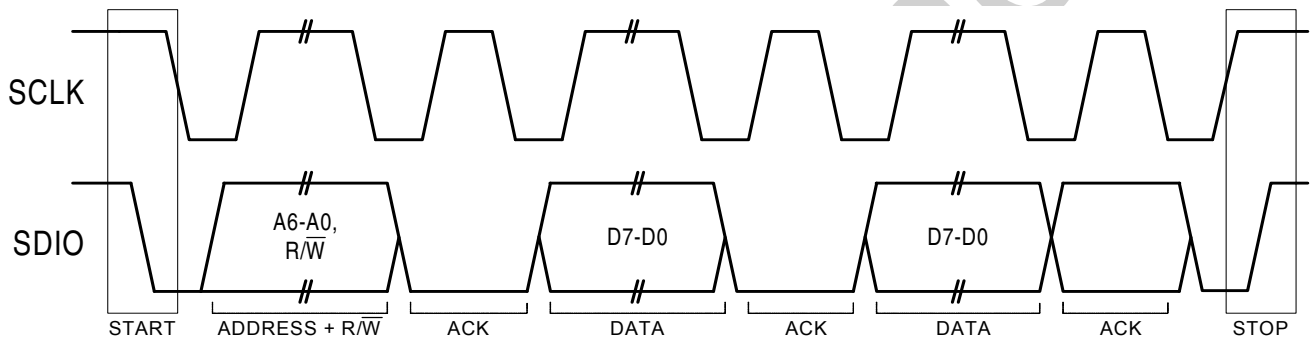 SCLK
SDIO
A6-A0,
R/W̅
D7-D0
D7-D0
START
ADDRESS + R/W̅
ACK
DATA
ACK
DATA
ACK
STOP